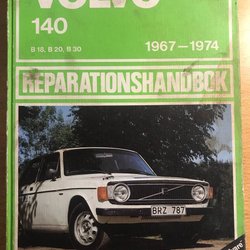 VOLVO
140
B 18, B 20, B 30
1967—1974
REPARATIONSHANDBOK
BRZ 787